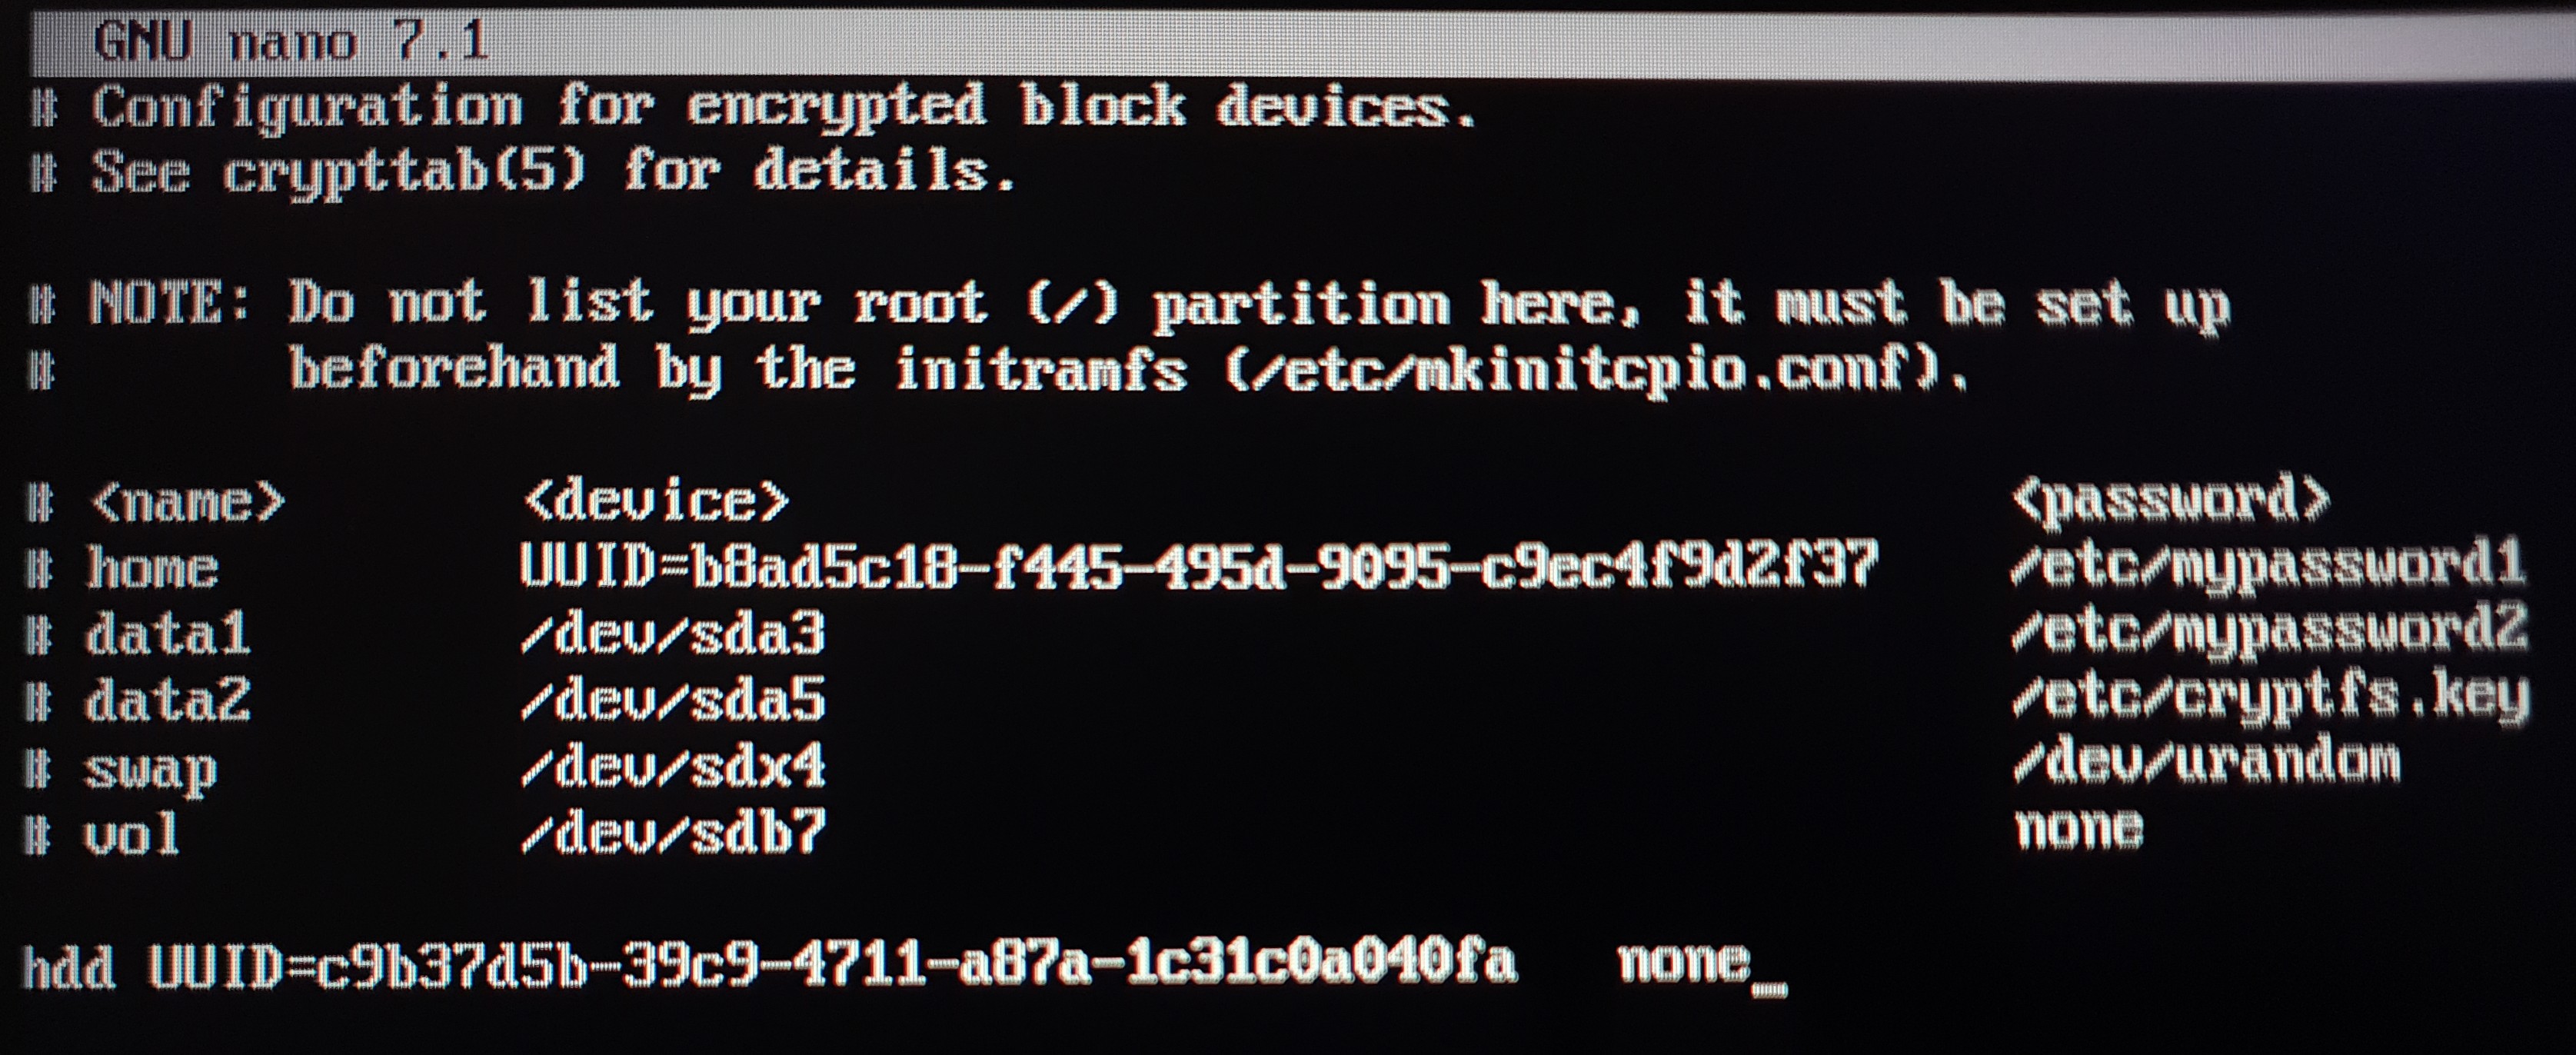 GNU nano 7.1
# Configuration for encrypted block devices.
# See crypttab(5) for details.
# NOTE: Do not list your root (/) partition here, it must be set up
#       beforehand by the initramfs (/etc/mkinitcpio.conf).
# <name>       <device>                                     <password>
# home         UUID=b8ad5c18-f445-495d-9095-c9ec4f9d2f37    /etc/mypassword1
# data1        /dev/sda3                                    /etc/mypassword2
# data2        /dev/sda5                                    /etc/cryptfs.key
# swap         /dev/sdx4                                    /dev/urandom
# vol          /dev/sdb7                                    none
hdd UUID=c9b37d5b-39c9-4711-a87a-1c31c0a040fa   none_